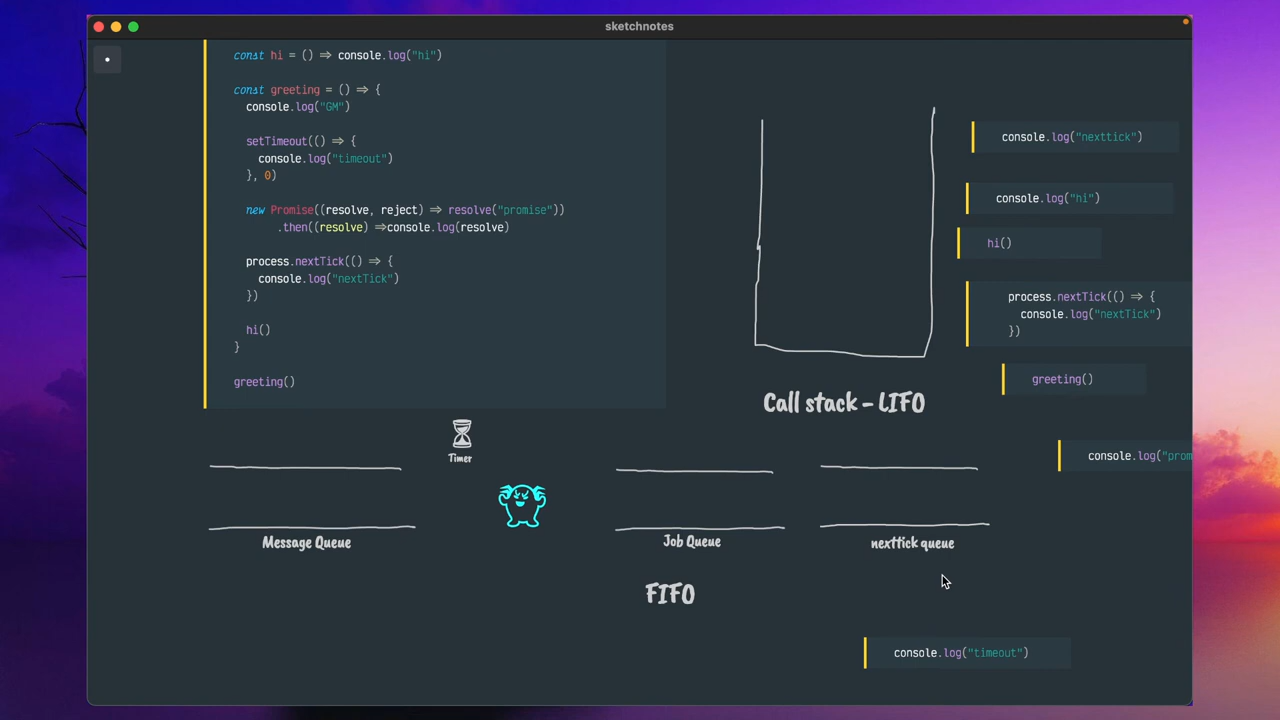 sketchnotes
const hi = () => console.log("hi")
const greeting = () => {
console.log("GM")
setTimeout(() => {
console.log("timeout")
}, 0)
new Promise((resolve, reject) => resolve("promise"))
.then((resolve) =>console.log(resolve)
process.nextTick(() => {
console.log("nextTick")
})
hi()
}
greeting()
console.log("nexttick")
console.log("hi")
hi()
process.nextTick(() => {
console.log("nextTick")
})
greeting()
Call stack - LIFO
console.log("prom
Timer
Message Queue
Job Queue
nexttick queue
FIFO
console.log("timeout")